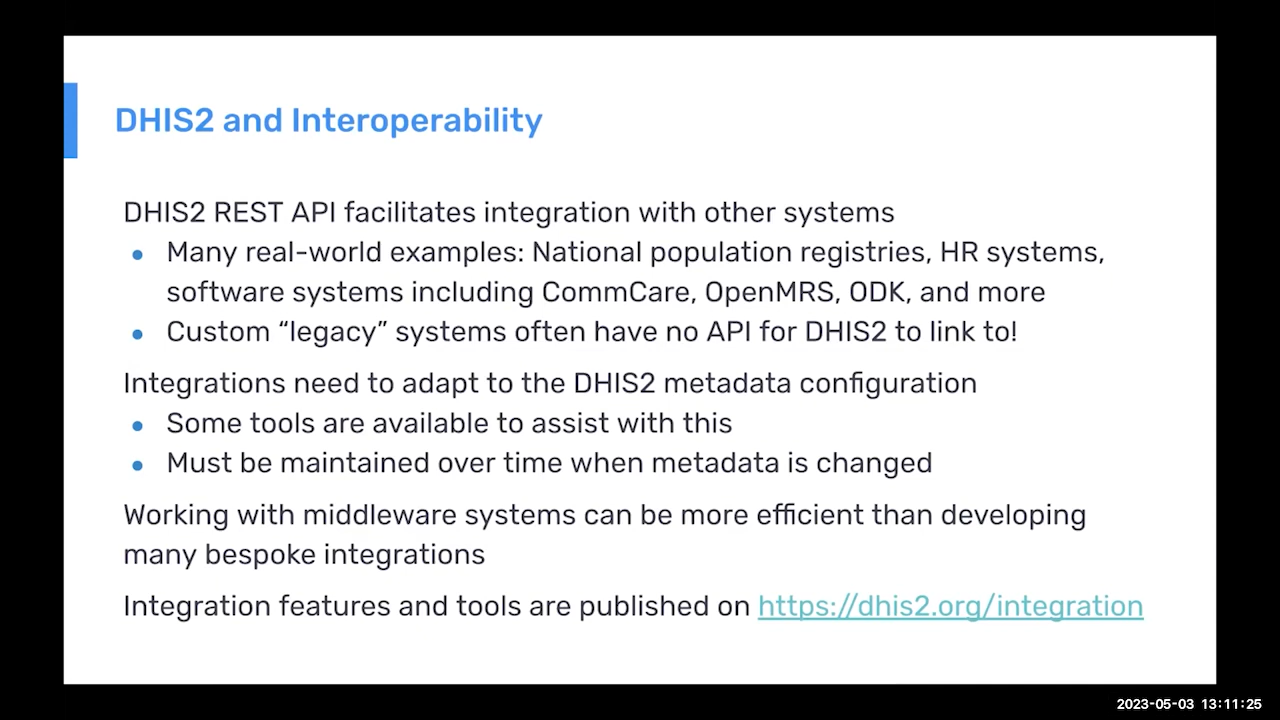 DHIS2 and Interoperability
DHIS2 REST API facilitates integration with other systems
• Many real-world examples: National population registries, HR systems,
software systems including CommCare, OpenMRS, ODK, and more
• Custom “legacy” systems often have no API for DHIS2 to link to!
Integrations need to adapt to the DHIS2 metadata configuration
• Some tools are available to assist with this
• Must be maintained over time when metadata is changed
Working with middleware systems can be more efficient than developing
many bespoke integrations
Integration features and tools are published on https://dhis2.org/integration
2023-05-03 13:11:25